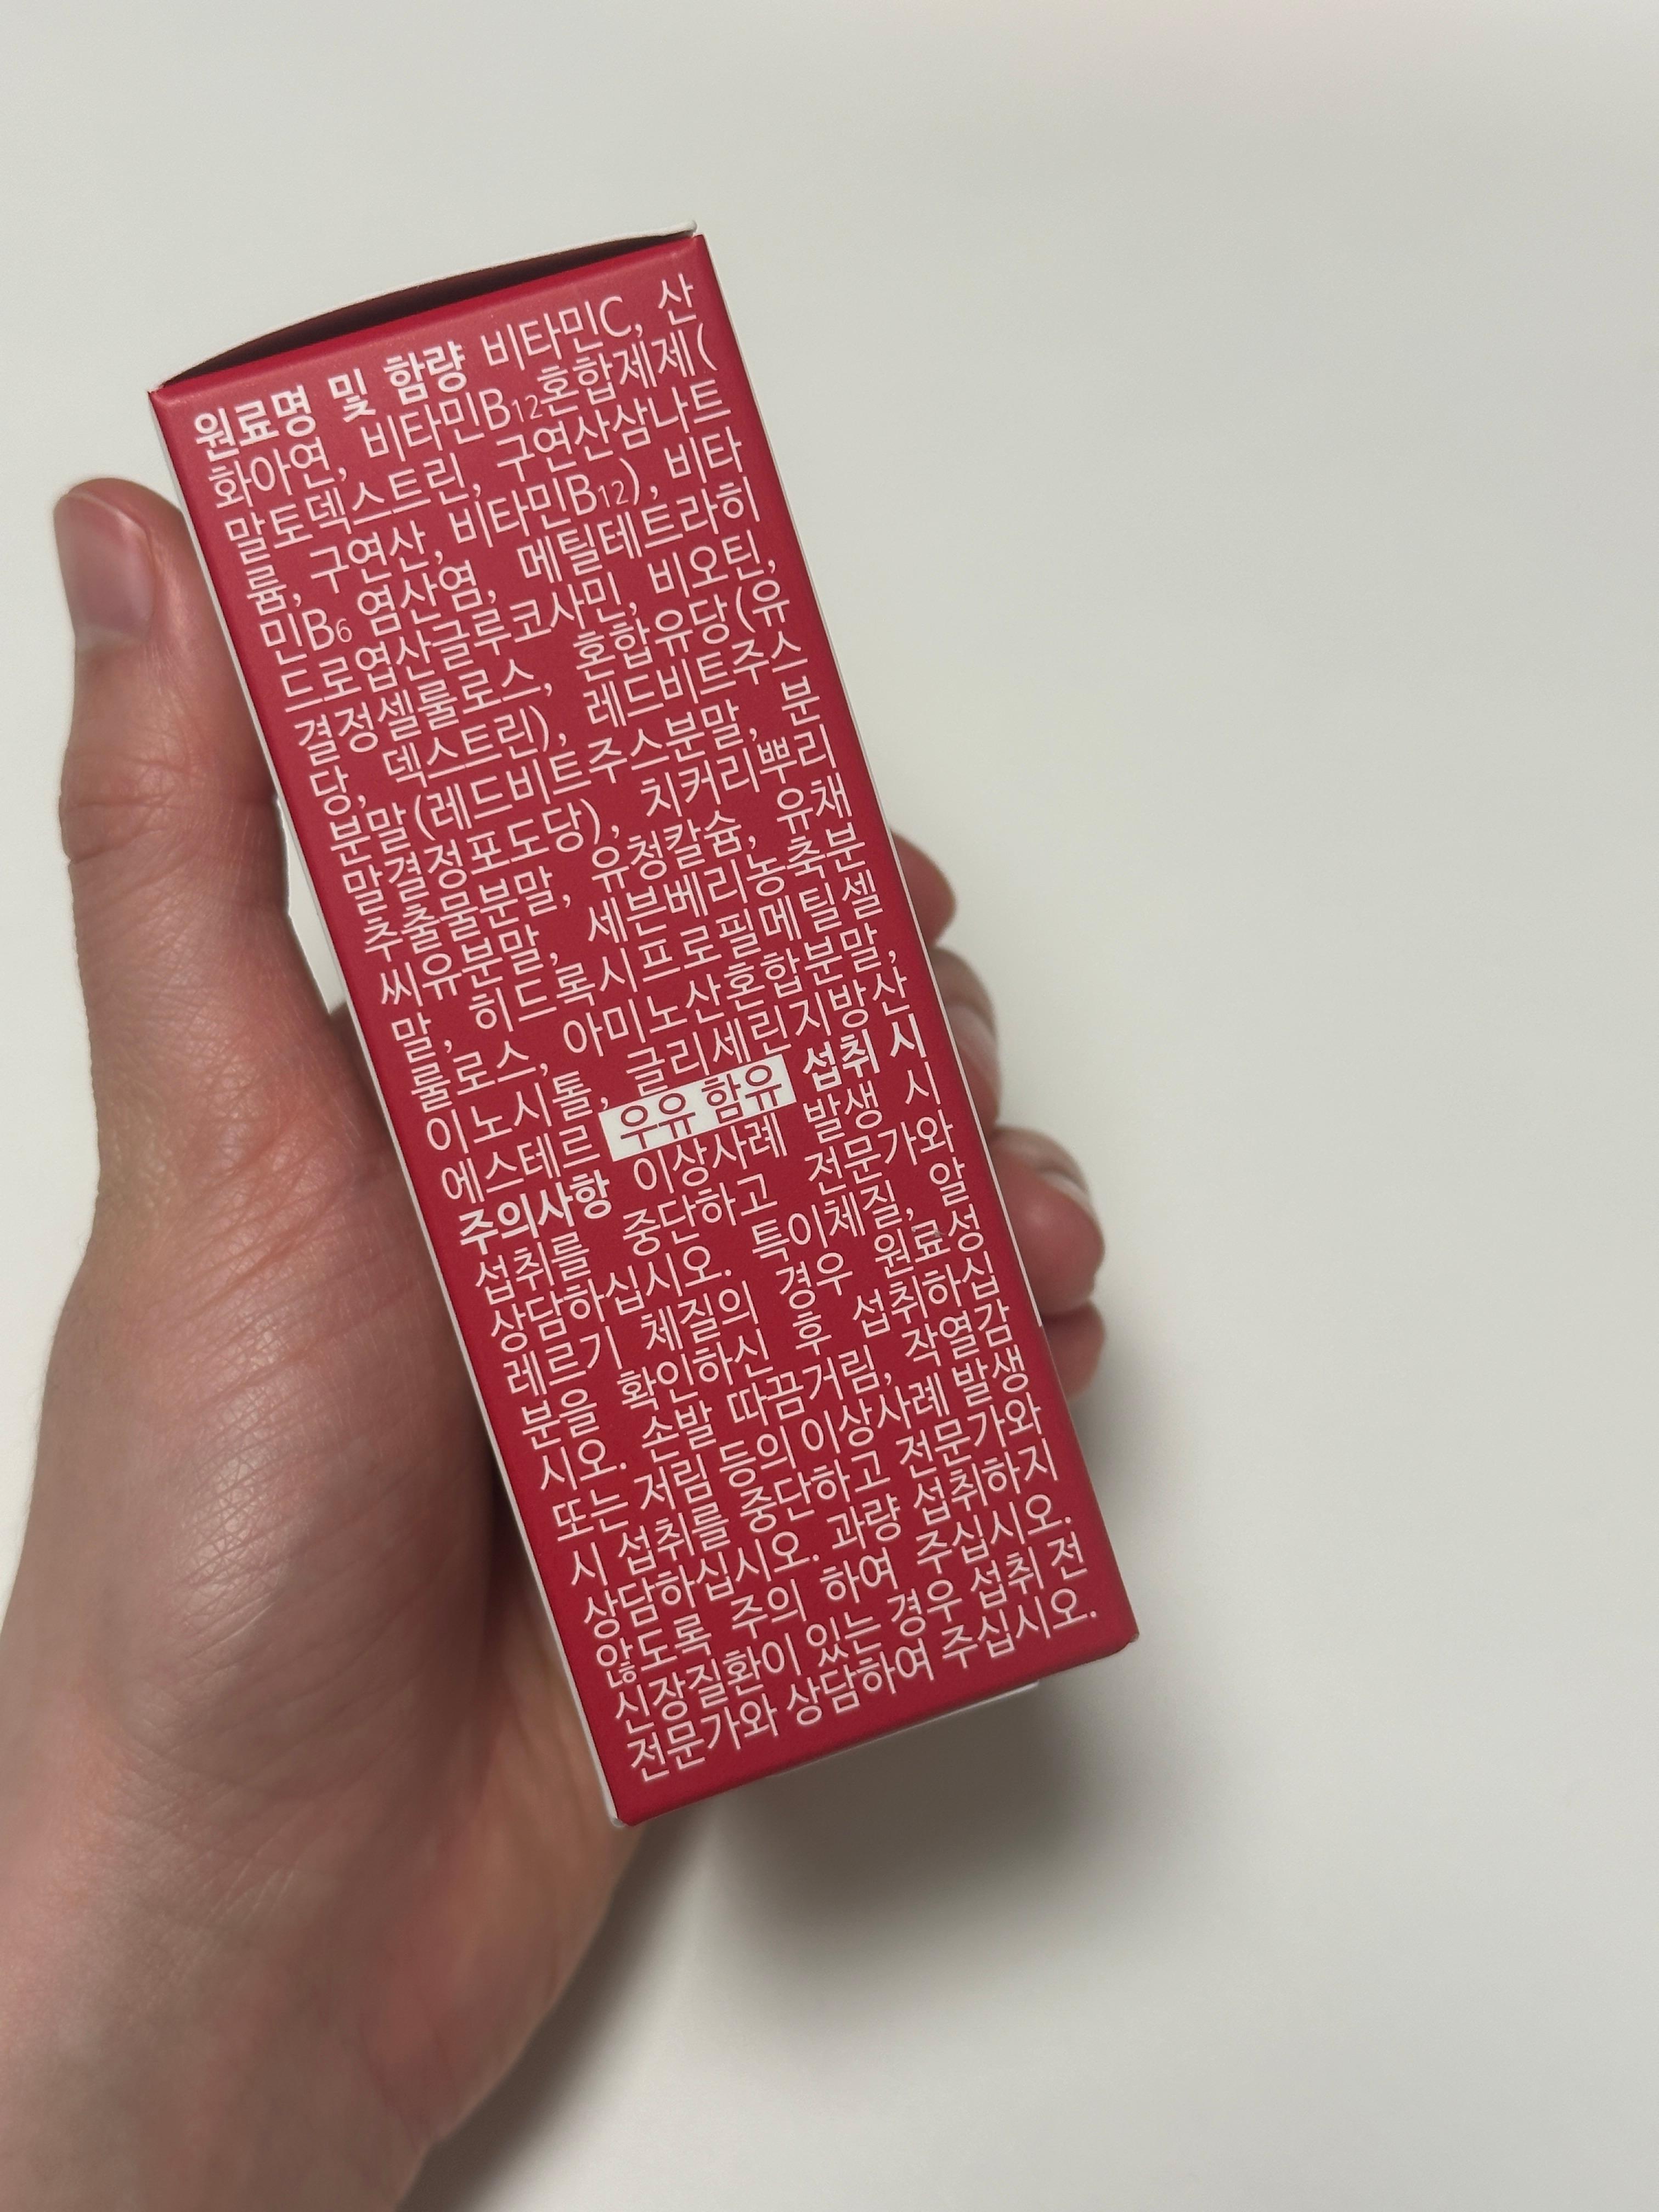 원료명 및 함량 비타민C, 산
화아연, 비타민B12혼합제제(
말토덱스트린, 구연산삼나트
륨, 구연산, 비타민B12), 비타
민B6 염산염, 메틸테트라히
드로엽산글루코사민, 비오틴,
결정셀룰로스, 혼합유당(유
당, 덱스트린), 레드비트주스
분말(레드비트주스분말, 분
말결정포도당), 치커리뿌리
추출물분말, 유청칼슘, 유채
씨유분말, 세븐베리농축분
말, 히드록시프로필메틸셀
룰로스, 아미노산혼합분말,
이노시톨, 글리세린지방산
에스테르 우유 함유 섭취 시
주의사항 이상사례 발생 시
섭취를 중단하고 전문가와
상담하십시오. 특이체질, 알
레르기 체질의 경우 원료성
분을 확인하신 후 섭취하십
시오. 손발 따끔거림, 작열감
또는 저림 등의 이상사례 발생
시 섭취를 중단하고 전문가와
상담하십시오. 과량 섭취하지
않도록 주의 하여 주십시오.
신장질환이 있는 경우 섭취 전
전문가와 상담하여 주십시오.